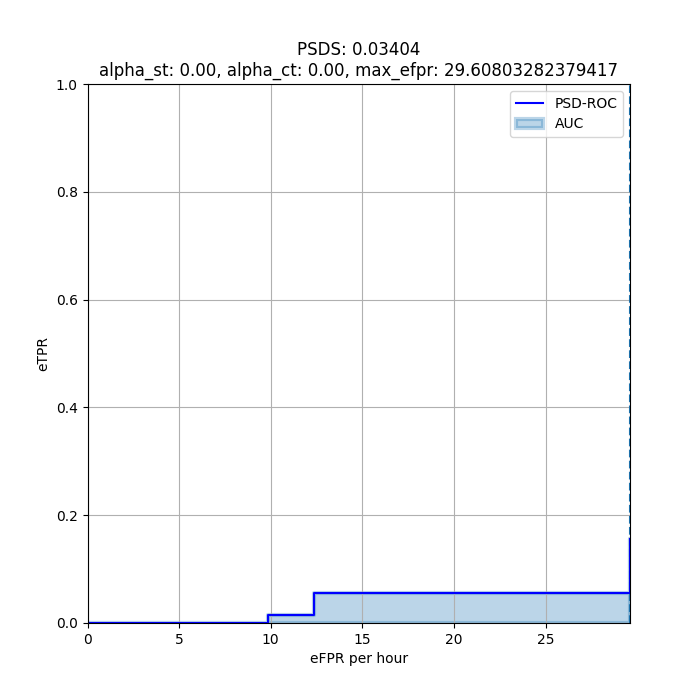 PSDS: 0.03404
alpha_st: 0.00, alpha_ct: 0.00, max_efpr: 29.60803282379417
PSD-ROC
AUC
1.0
0.8
0.6
0.4
0.2
0.0
eTPR
0 5 10 15 20 25
eFPR per hour